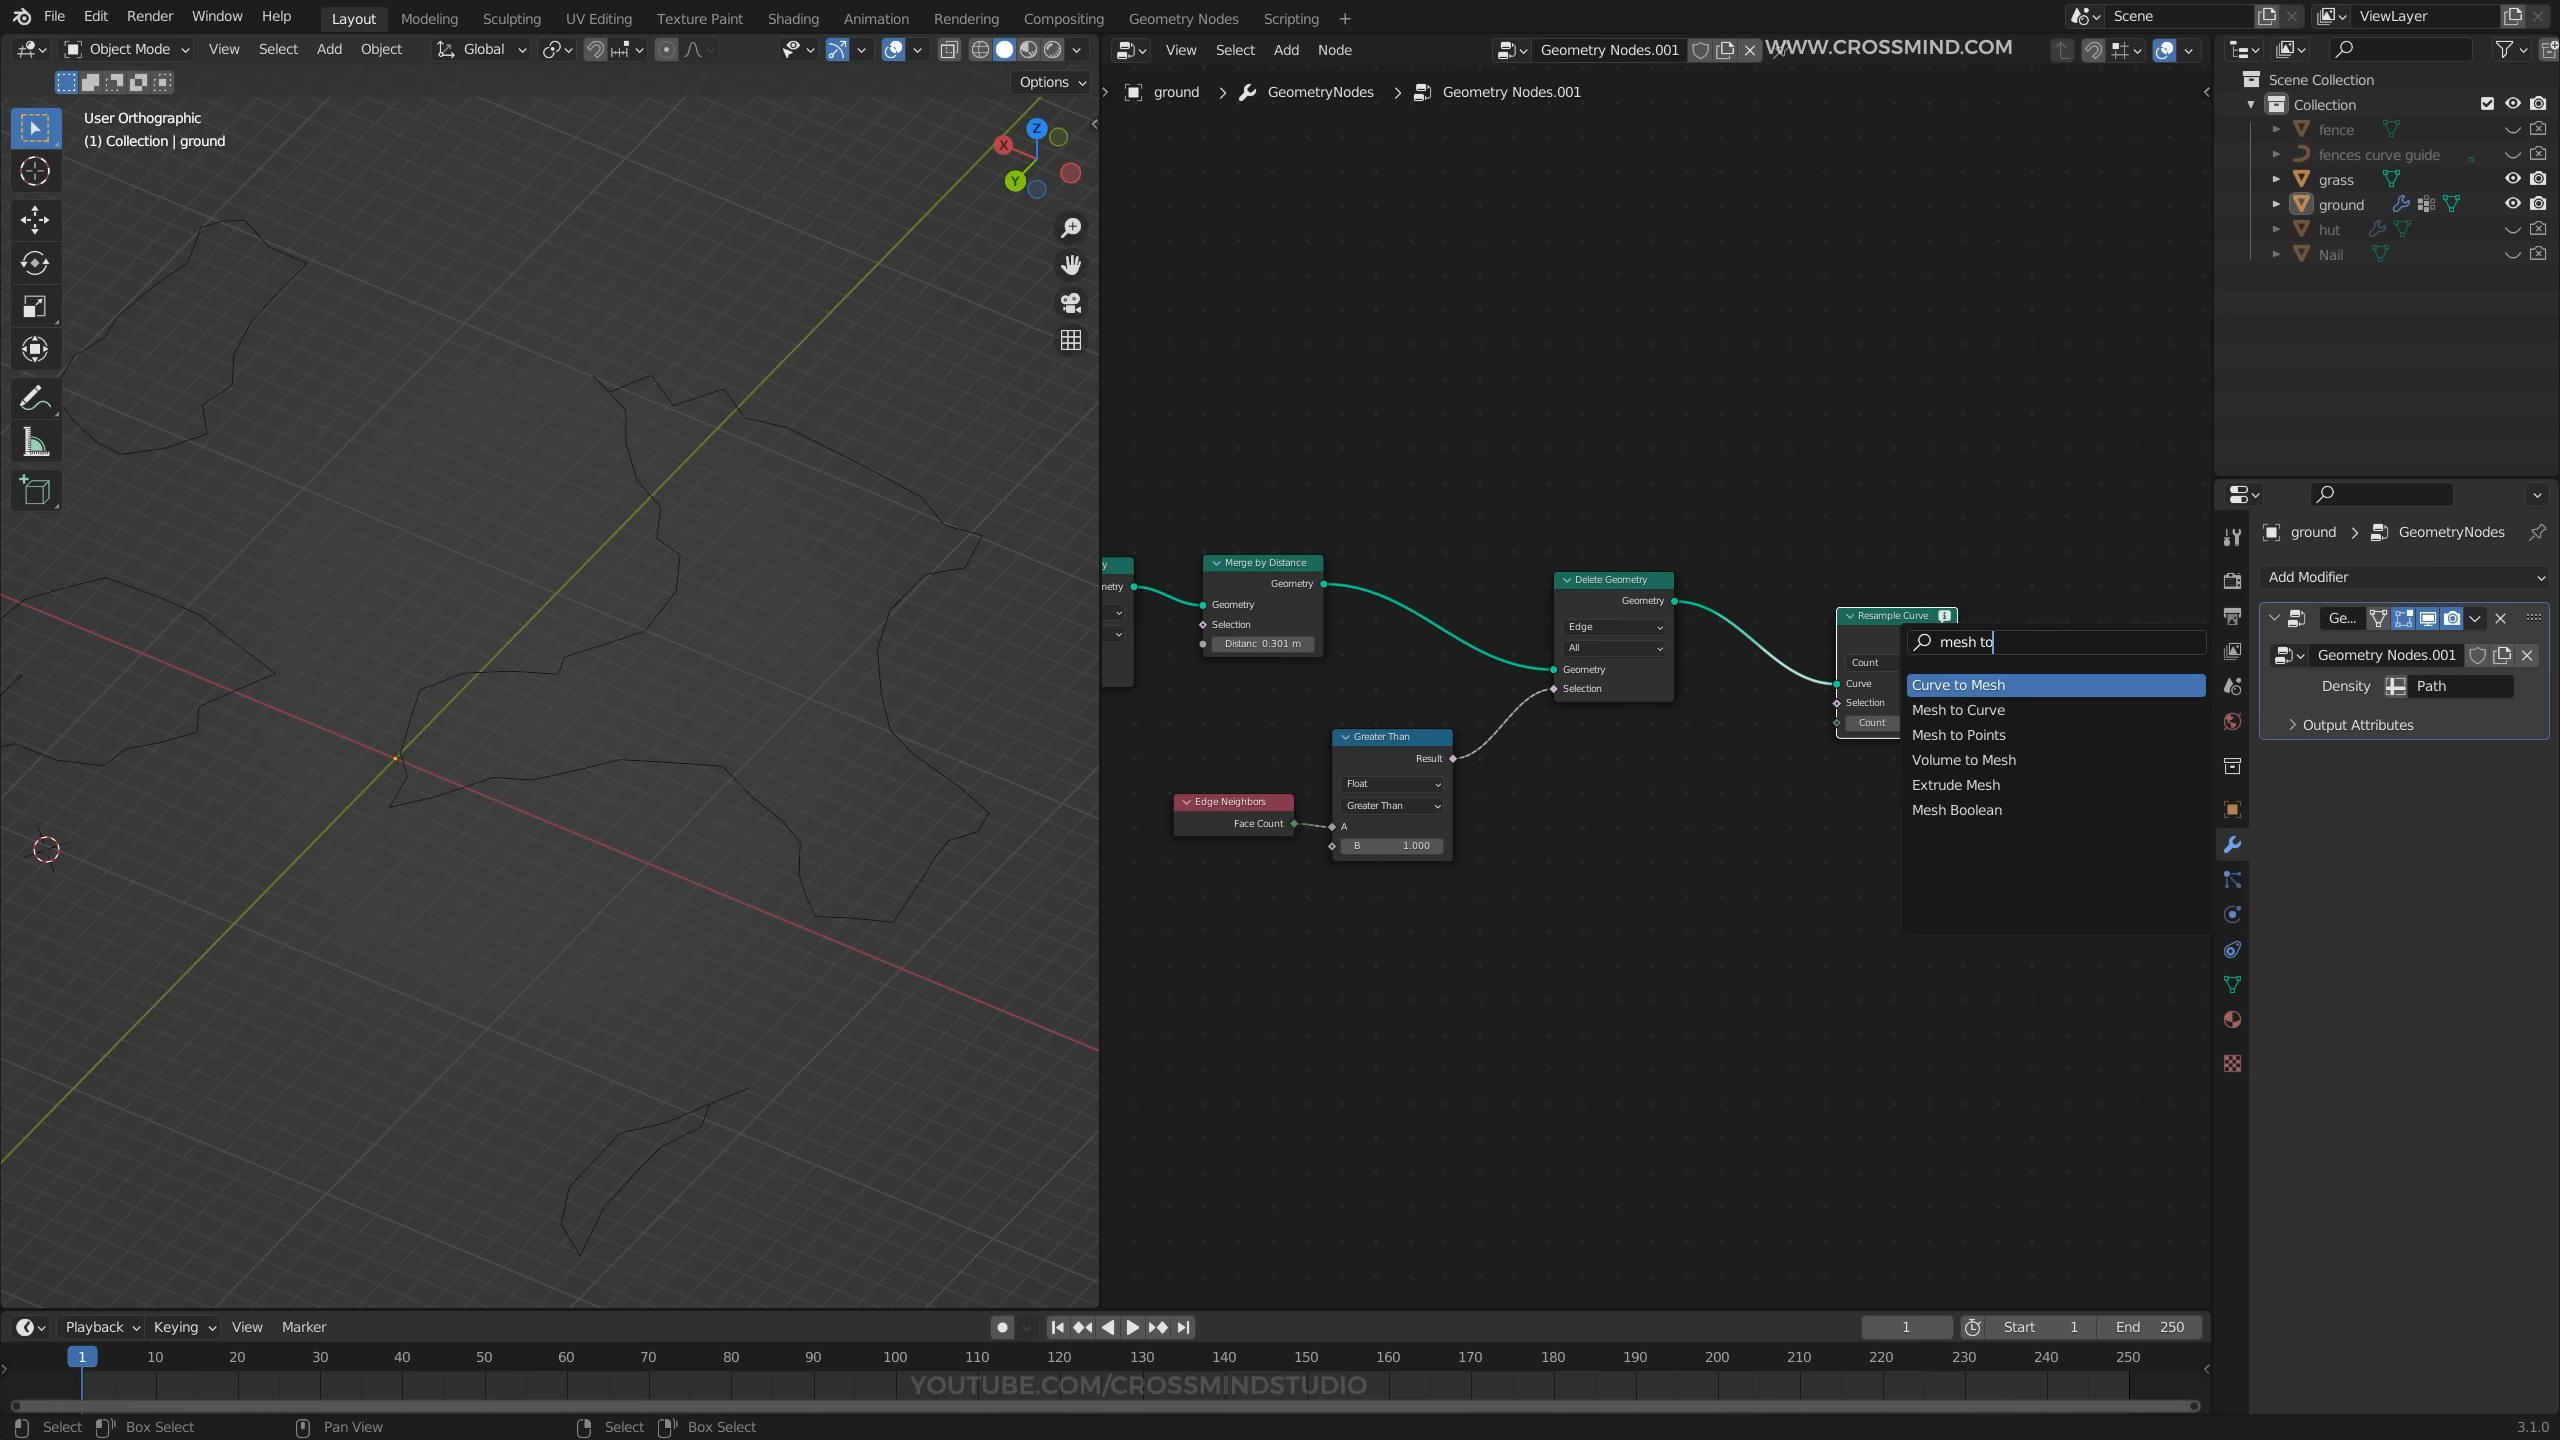 File Edit Render Window Help
Layout Modeling Sculpting UV Editing Texture Paint Shading Animation Rendering Compositing Geometry Nodes Scripting +
Scene
ViewLayer
Object Mode View Select Add Object
Global
Options
User Orthographic
(1) Collection | ground
Z
X
Y
View Select Add Node
Geometry Nodes.001
WWW.CROSSMIND.COM
ground > GeometryNodes > Geometry Nodes.001
y
metry
Merge by Distance
Geometry
Geometry
Selection
Distanc 0.301 m
Delete Geometry
Geometry
Edge
All
Geometry
Selection
Greater Than
Result
Float
Greater Than
A
B 1.000
Edge Neighbors
Face Count
Resample Curve
Count
Curve
Selection
Count
mesh to
Curve to Mesh
Mesh to Curve
Mesh to Points
Volume to Mesh
Extrude Mesh
Mesh Boolean
Scene Collection
Collection
fence
fences curve guide
grass
ground
hut
Nail
ground > GeometryNodes
Add Modifier
Ge...
Geometry Nodes.001
Density Path
Output Attributes
Playback Keying View Marker
1 Start 1 End 250
1 10 20 30 40 50 60 70 80 90 100 110 120 130 140 150 160 170 180 190 200 210 220 230 240 250
YOUTUBE.COM/CROSSMINDSTUDIO
Select Box Select Pan View Select Box Select
3.1.0